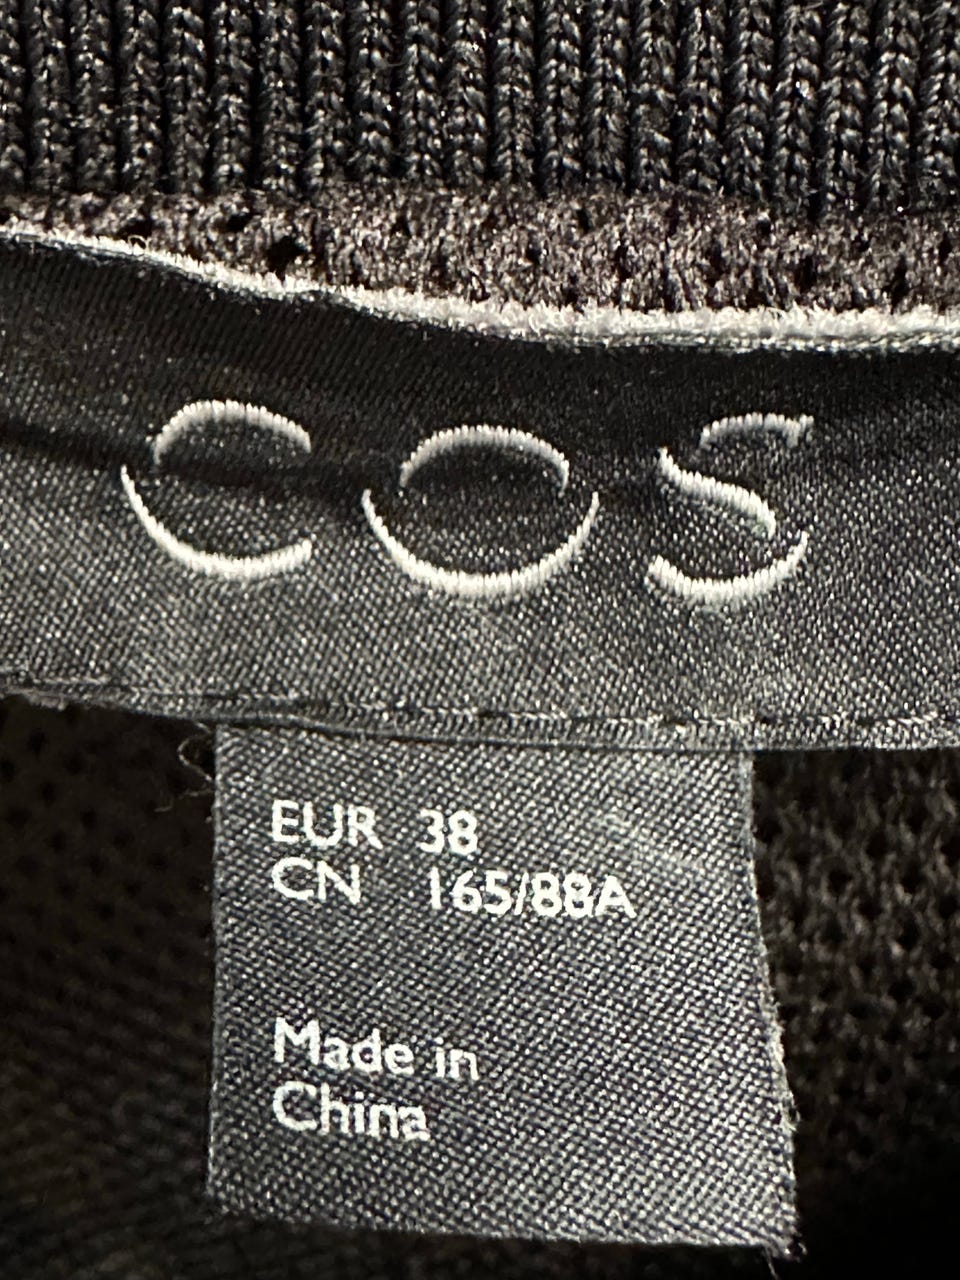 COS
EUR 38
CN 165/88A
Made in
China